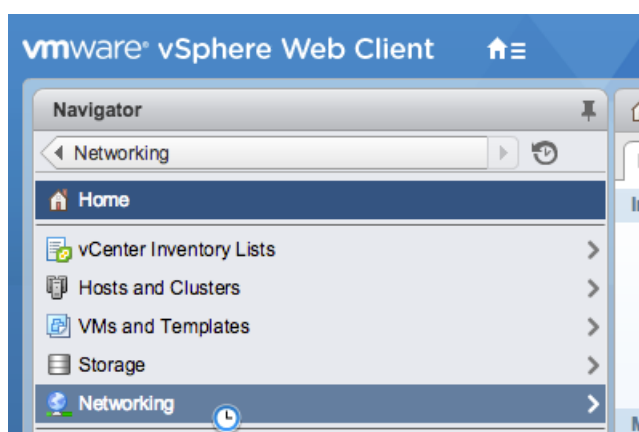 vmware® vSphere Web Client
Navigator
Networking
Home
vCenter Inventory Lists
Hosts and Clusters
VMs and Templates
Storage
Networking